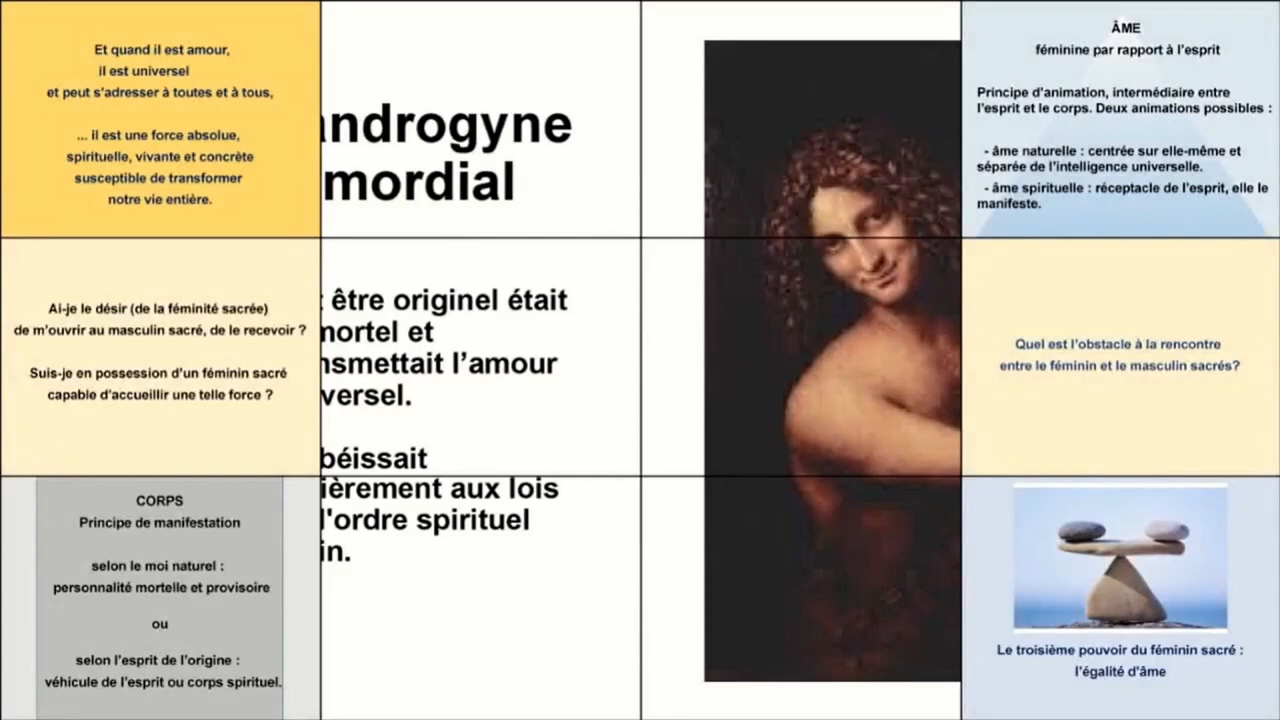 Et quand il est amour,
il est universel
et peut s'adresser à toutes et à tous,
... il est une force absolue,
spirituelle, vivante et concrète
susceptible de transformer
notre vie entière.
androgyne
mordial
ÂME
féminine par rapport à l'esprit
Principe d'animation, intermédiaire entre
l'esprit et le corps. Deux animations possibles :
- âme naturelle : centrée sur elle-même et
séparée de l'intelligence universelle.
- âme spirituelle : réceptacle de l'esprit, elle le
manifeste.
Ai-je le désir (de la féminité sacrée)
de m'ouvrir au masculin sacré, de le recevoir ?
Suis-je en possession d'un féminin sacré
capable d'accueillir une telle force ?
être originel était
mortel et
nsmettait l'amour
versel.
béissait
ièrement aux lois
l'ordre spirituel
in.
Quel est l'obstacle à la rencontre
entre le féminin et le masculin sacrés?
CORPS
Principe de manifestation
selon le moi naturel :
personnalité mortelle et provisoire
ou
selon l'esprit de l'origine :
véhicule de l'esprit ou corps spirituel.
Le troisième pouvoir du féminin sacré :
l'égalité d'âme